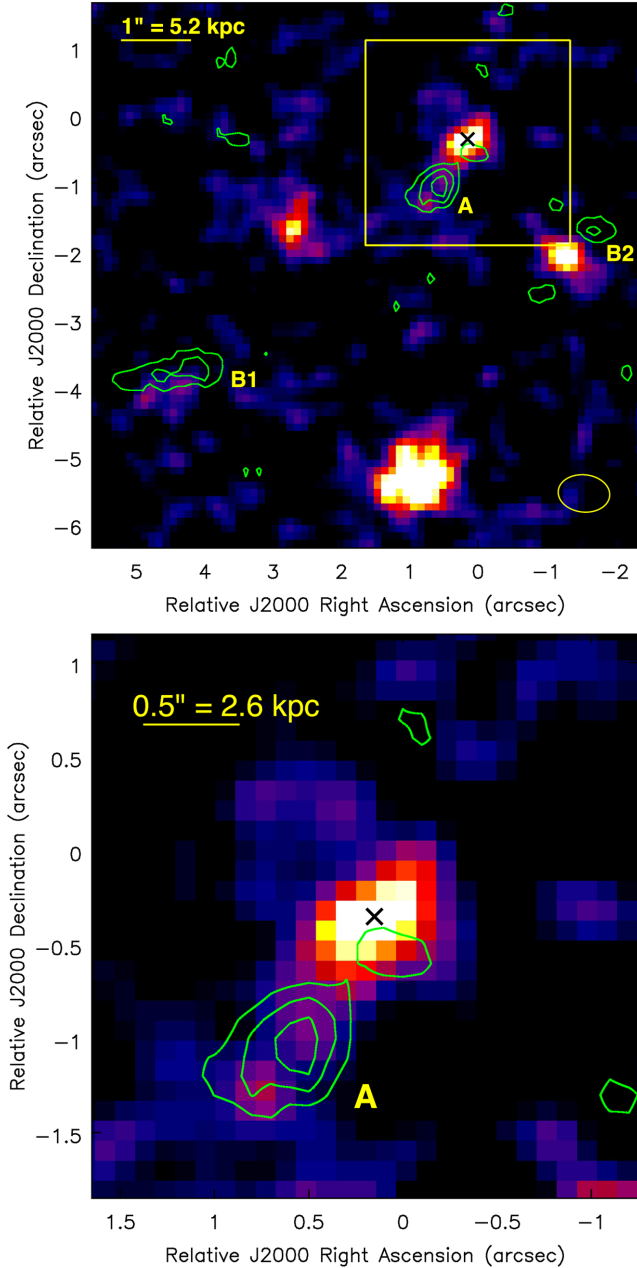 1" = 5.2 kpc
1
0
−1
−2
−3
−4
−5
−6
Relative J2000 Declination (arcsec)
A
B2
B1
5 4 3 2 1 0 −1 −2
Relative J2000 Right Ascension (arcsec)
0.5" = 2.6 kpc
1
0.5
0
−0.5
−1
−1.5
Relative J2000 Declination (arcsec)
A
1.5 1 0.5 0 −0.5 −1
Relative J2000 Right Ascension (arcsec)